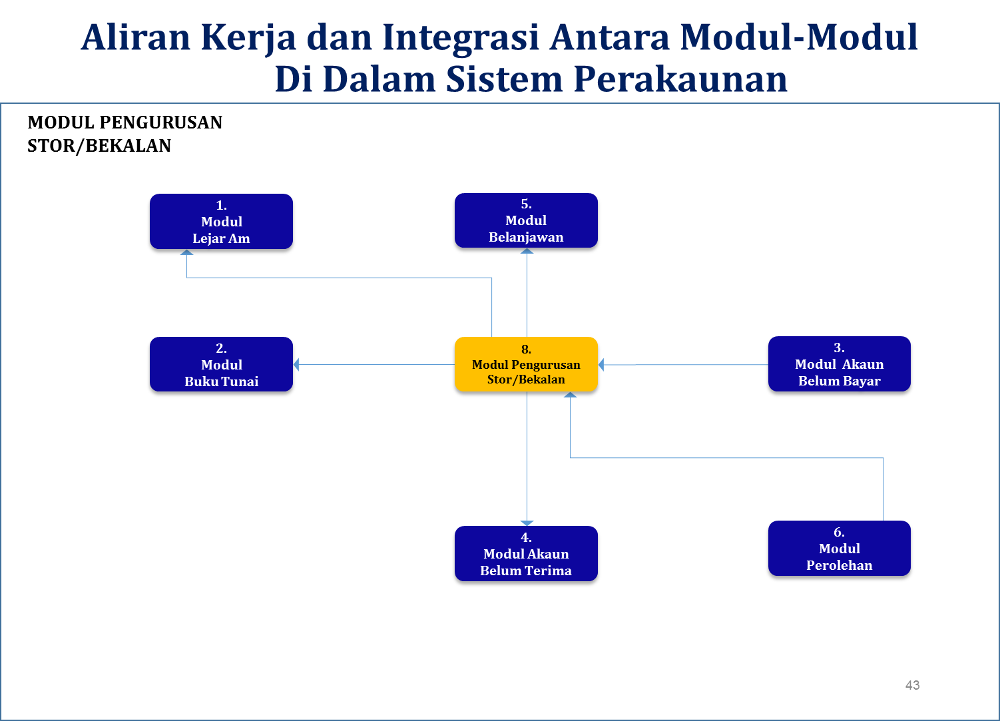 Aliran Kerja dan Integrasi Antara Modul-Modul
Di Dalam Sistem Perakaunan
MODUL PENGURUSAN
STOR/BEKALAN
1.
Modul
Lejar Am
5.
Modul
Belanjawan
2.
Modul
Buku Tunai
8.
Modul Pengurusan
Stor/Bekalan
3.
Modul Akaun
Belum Bayar
4.
Modul Akaun
Belum Terima
6.
Modul
Perolehan
43